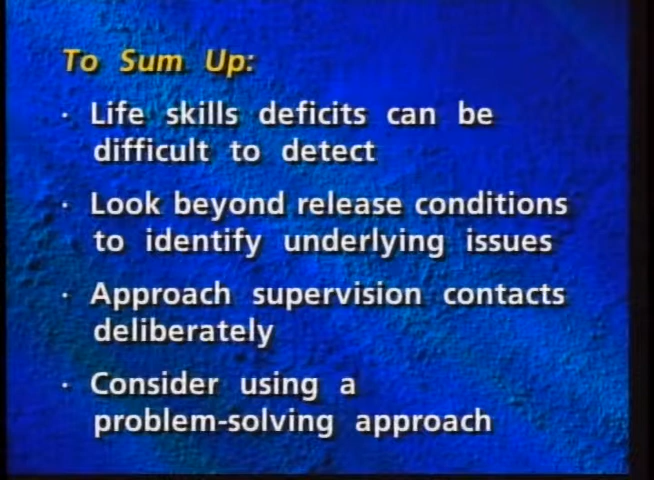 To Sum Up:
· Life skills deficits can be
difficult to detect
· Look beyond release conditions
to identify underlying issues
· Approach supervision contacts
deliberately
· Consider using a
problem-solving approach